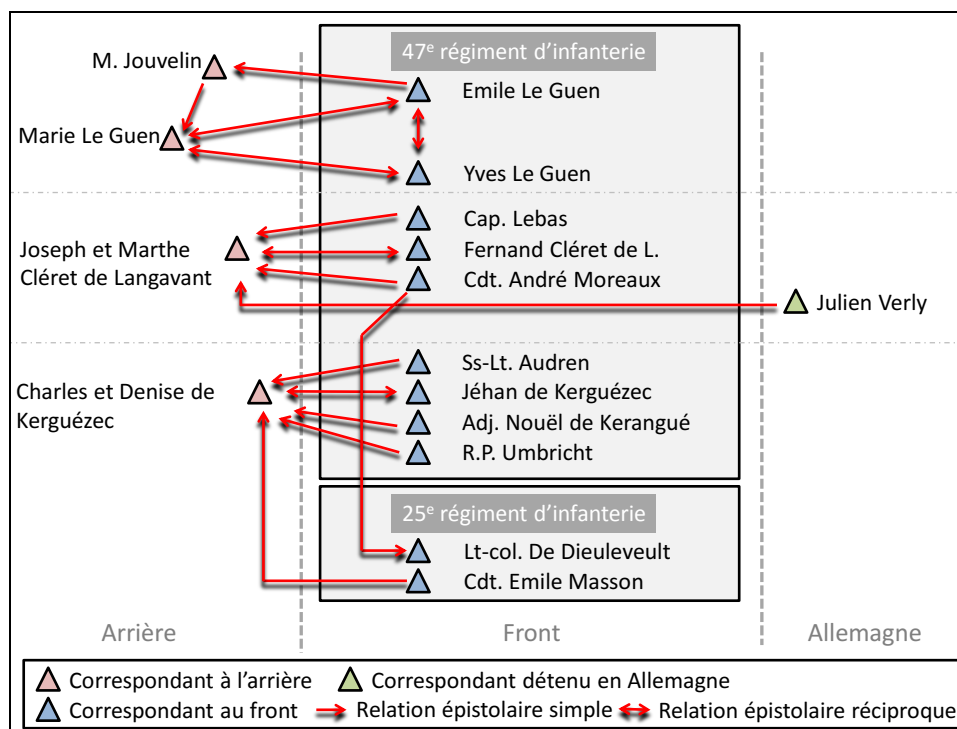 47e régiment d'infanterie
M. Jouvelin
Emile Le Guen
Marie Le Guen
Yves Le Guen
Cap. Lebas
Joseph et Marthe
Cléret de Langavant
Fernand Cléret de L.
Cdt. André Moreaux
Julien Verly
Ss-Lt. Audren
Charles et Denise de
Kerguézec
Jéhan de Kerguézec
Adj. Nouël de Kerangué
R.P. Umbricht
25e régiment d'infanterie
Lt-col. De Dieuleveult
Cdt. Emile Masson
Arrière
Front
Allemagne
Correspondant à l'arrière
Correspondant détenu en Allemagne
Correspondant au front
Relation épistolaire simple
Relation épistolaire réciproque